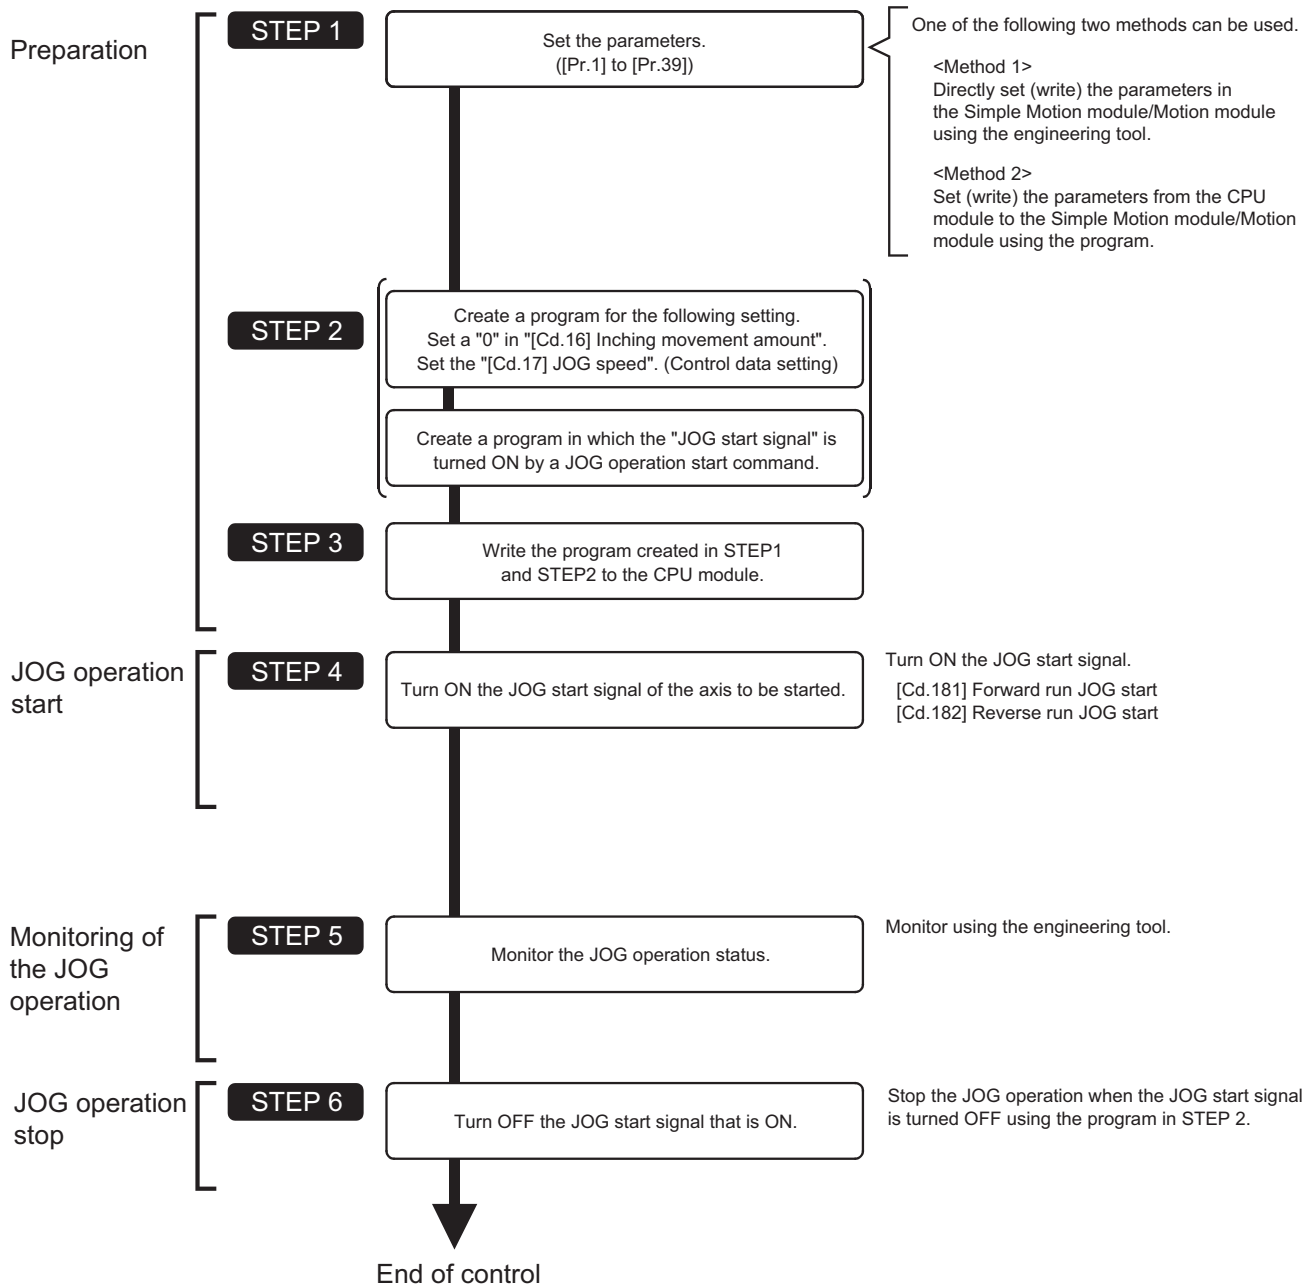 Preparation
STEP 1
Set the parameters.
([Pr.1] to [Pr.39])
One of the following two methods can be used.
<Method 1>
Directly set (write) the parameters in
the Simple Motion module/Motion module
using the engineering tool.
<Method 2>
Set (write) the parameters from the CPU
module to the Simple Motion module/Motion
module using the program.
STEP 2
Create a program for the following setting.
Set a "0" in "[Cd.16] Inching movement amount".
Set the "[Cd.17] JOG speed". (Control data setting)
Create a program in which the "JOG start signal" is
turned ON by a JOG operation start command.
STEP 3
Write the program created in STEP1
and STEP2 to the CPU module.
JOG operation
start
STEP 4
Turn ON the JOG start signal of the axis to be started.
Turn ON the JOG start signal.
[Cd.181] Forward run JOG start
[Cd.182] Reverse run JOG start
Monitoring of
the JOG
operation
STEP 5
Monitor the JOG operation status.
Monitor using the engineering tool.
JOG operation
stop
STEP 6
Turn OFF the JOG start signal that is ON.
Stop the JOG operation when the JOG start signal
is turned OFF using the program in STEP 2.
End of control